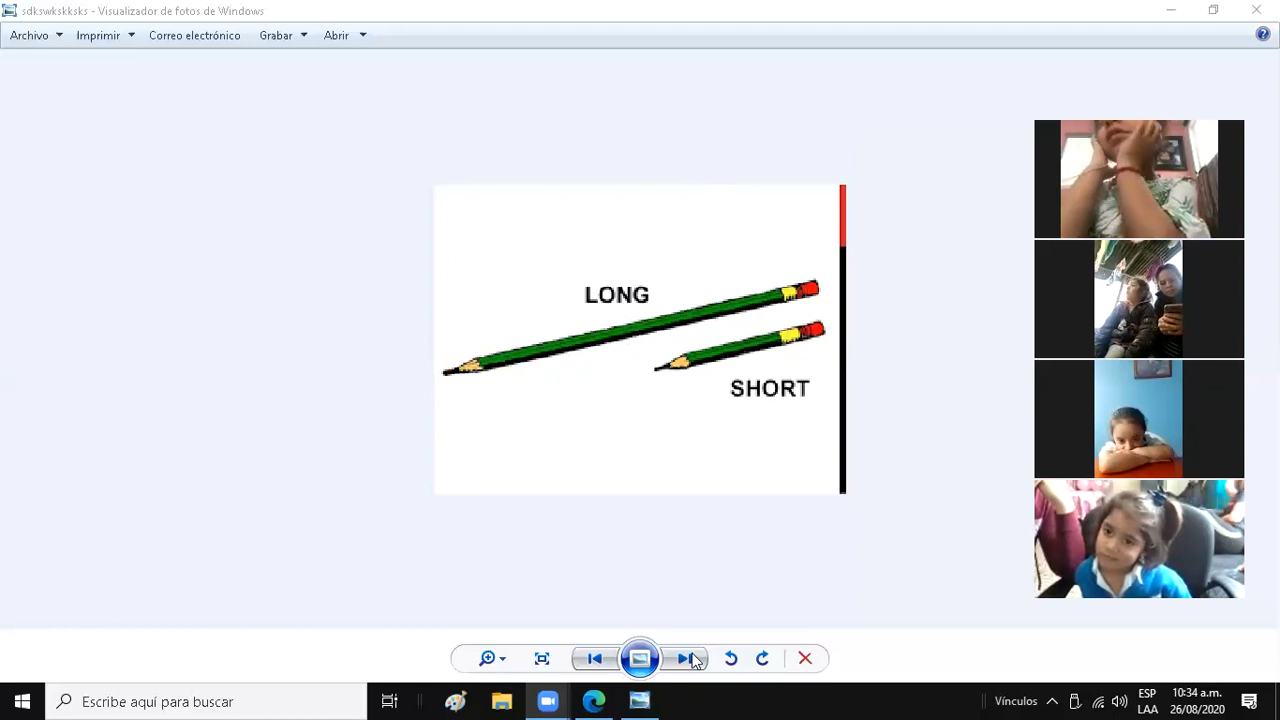 sdkswkskksks - Visualizador de fotos de Windows
Archivo Imprimir Correo electrónico Grabar Abrir
LONG
SHORT
Escribe aquí para buscar
Vínculos
ESP
LAA
10:34 a.m.
26/08/2020